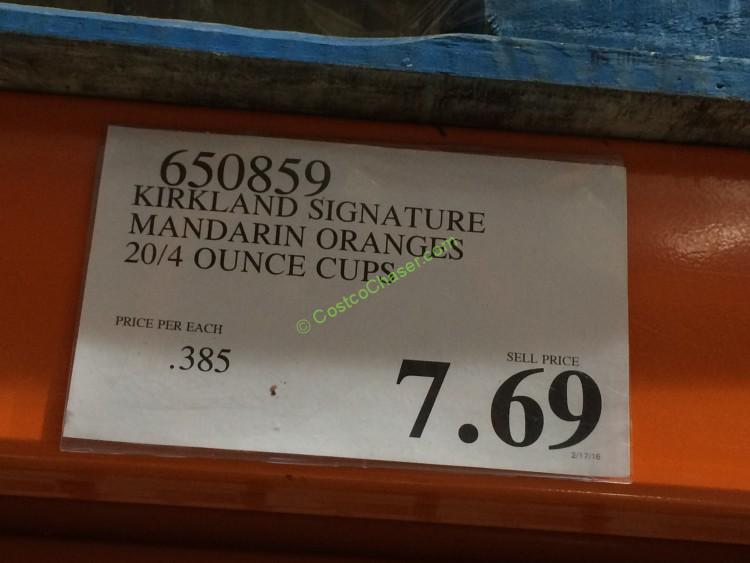 650859
KIRKLAND SIGNATURE
MANDARIN ORANGES
20/4 OUNCE CUPS
© CostcoChaser.com
PRICE PER EACH
.385
SELL PRICE
7.69
2/17/16